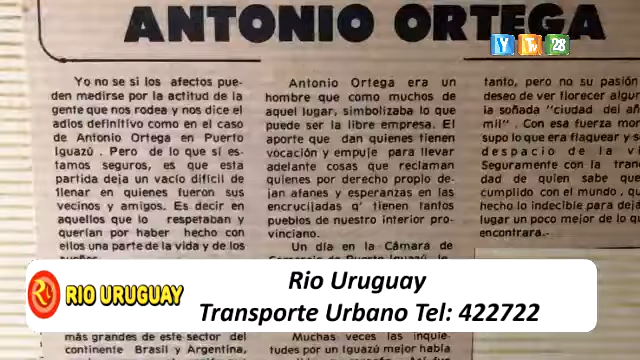 ANTONIO ORTEGA
Y Tv 28
Yo no se si los afectos pue-
den medirse por la actitud de la
gente que nos rodea y nos dice el
adios definitivo como en el caso
de Antonio Ortega en Puerto
Iguazú . Pero de lo que si es-
tamos seguros, es que esta
partida deja un vacío difícil de
llenar en quienes fueron sus
vecinos y amigos. Es decir en
aquellos que lo respetaban y
querían por haber hecho con
ellos una parte de la vida y de los
más grandes de este sector del
continente Brasil y Argentina,
Antonio Ortega era un
hombre que como muchos de
aquel lugar, simbolizaba lo que
puede ser la libre empresa. El
aporte que dan quienes tienen
vocación y empuje para llevar
adelante cosas que reclaman
quienes por derecho propio de-
jan afanes y esperanzas en las
encrucijadas q' tienen tantos
pueblos de nuestro interior pro-
vinciano.
Un día en la Cámara de
Muchas veces las inquie-
tudes por un Iguazú mejor habla
tanto, pero no su pasión
deseo de ver florecer algur
la soñada "ciudad del
mil". Con esa fuerza mor
supo lo que era flaquear y s
despacio de la vi
Seguramente con la tran
dad de quien sabe que
cumplido con el mundo , qu
hecho lo indecible para deja
lugar un poco mejor de lo qu
encontrara.-
RIO URUGUAY
Rio Uruguay
Transporte Urbano Tel: 422722